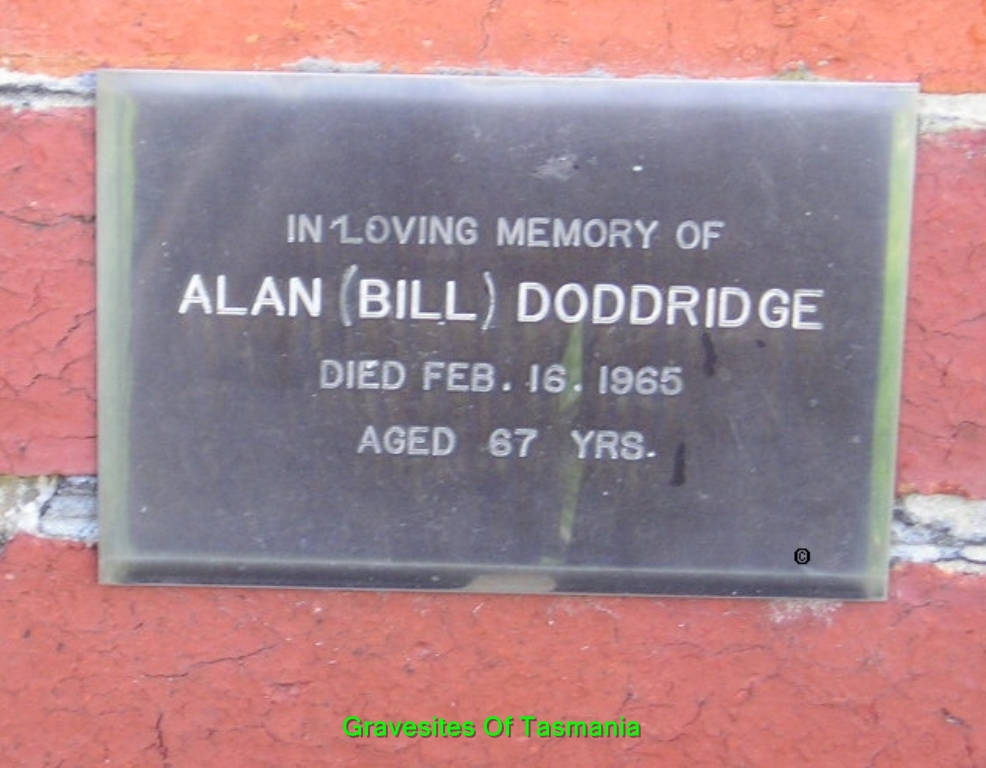 IN LOVING MEMORY OF
ALAN (BILL) DODDRIDGE
DIED FEB. 16. 1965
AGED 67 YRS.
©
Gravesites Of Tasmania